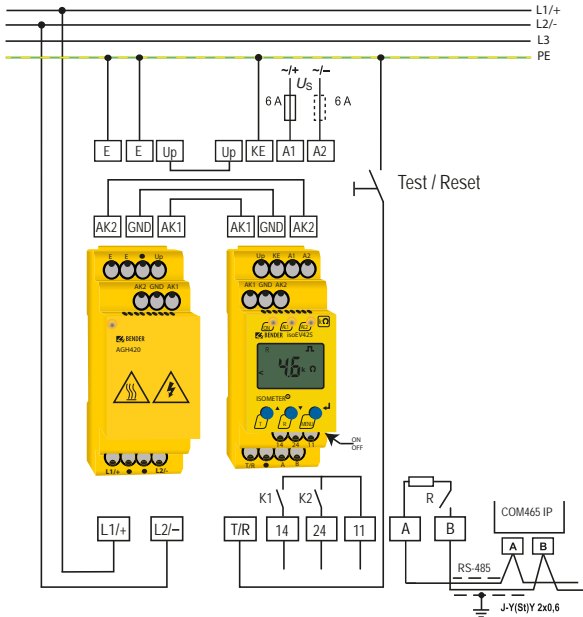 L1/+
L2/-
L3
PE
~/+ ~/–
US
6 A 6 A
E E Up Up KE A1 A2
Test / Reset
AK2 GND AK1 AK1 GND AK2
E E Up
AK2 GND AK1
BENDER
AGH420
L1/+ L2/-
Up KE A1 A2
AK1 GND AK2
ON AL1 AL2
BENDER isoEV425
R
< 4.6 k Ω
ISOMETER®
T R MENU
ON
OFF
14 24 11
T/R A B
K1 K2
R
COM465 IP
L1/+ L2/– T/R 14 24 11 A B
A B
RS-485
J-Y(St)Y 2x0,6